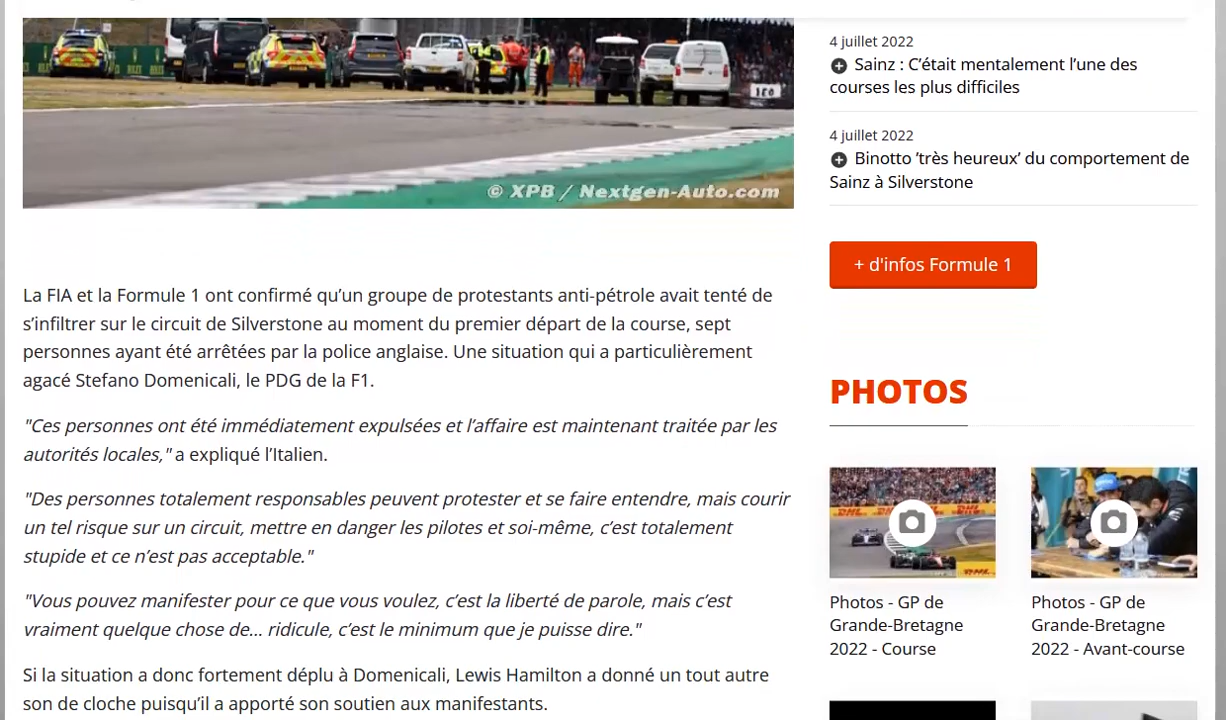 © XPB / Nextgen-Auto.com
La FIA et la Formule 1 ont confirmé qu’un groupe de protestants anti-pétrole avait tenté de
s’infiltrer sur le circuit de Silverstone au moment du premier départ de la course, sept
personnes ayant été arrêtées par la police anglaise. Une situation qui a particulièrement
agacé Stefano Domenicali, le PDG de la F1.
"Ces personnes ont été immédiatement expulsées et l’affaire est maintenant traitée par les
autorités locales," a expliqué l’Italien.
"Des personnes totalement responsables peuvent protester et se faire entendre, mais courir
un tel risque sur un circuit, mettre en danger les pilotes et soi-même, c’est totalement
stupide et ce n’est pas acceptable."
"Vous pouvez manifester pour ce que vous voulez, c’est la liberté de parole, mais c’est
vraiment quelque chose de… ridicule, c’est le minimum que je puisse dire."
Si la situation a donc fortement déplu à Domenicali, Lewis Hamilton a donné un tout autre
son de cloche puisqu’il a apporté son soutien aux manifestants.
4 juillet 2022
Sainz : C’était mentalement l’une des
courses les plus difficiles
4 juillet 2022
Binotto ’très heureux’ du comportement de
Sainz à Silverstone
+ d'infos Formule 1
PHOTOS
Photos - GP de
Grande-Bretagne
2022 - Course
Photos - GP de
Grande-Bretagne
2022 - Avant-course